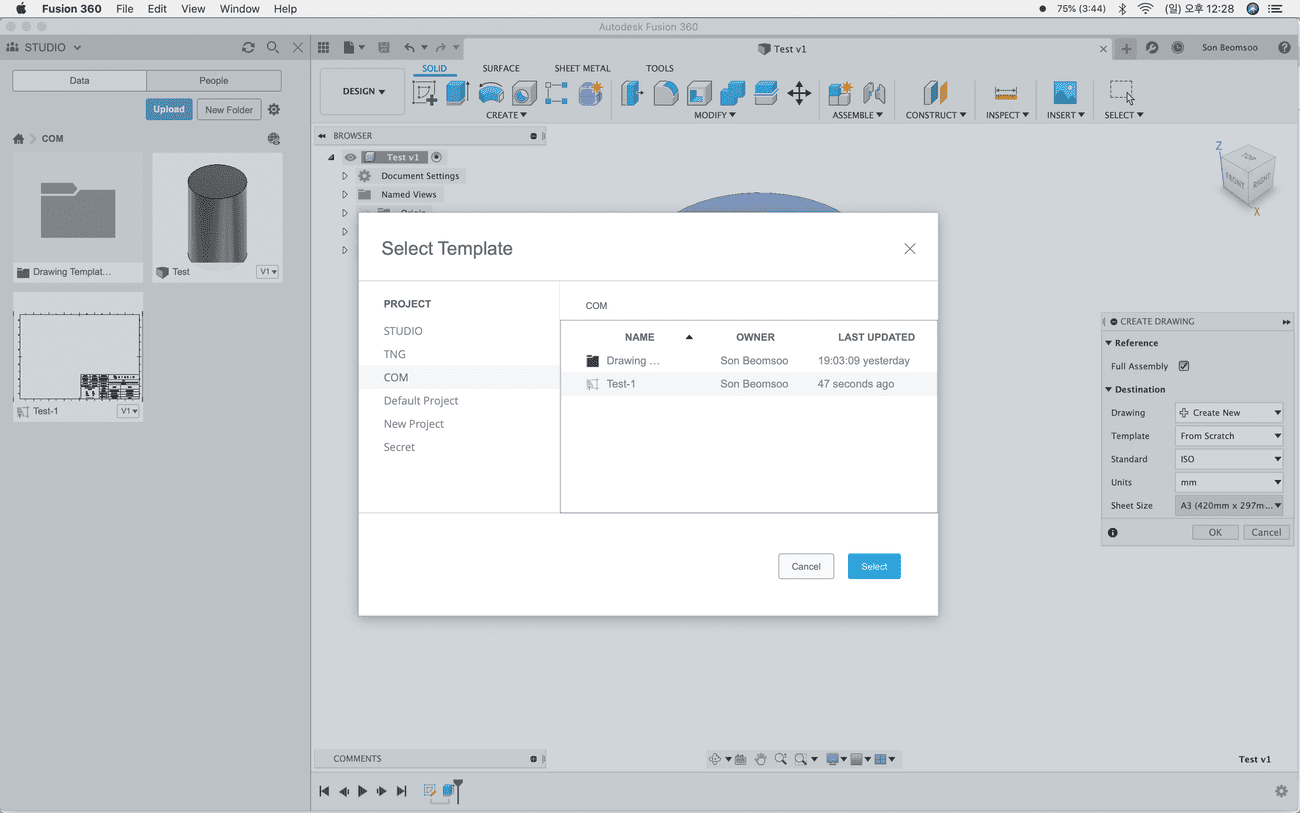 Fusion 360 File Edit View Window Help 75% (3:44) (일) 오후 12:28
Autodesk Fusion 360
STUDIO
Test v1
Son Beomsoo
Data People
Upload New Folder
COM
Drawing Templat...
Test V1
Test-1 V1
DESIGN
SOLID SURFACE SHEET METAL TOOLS
CREATE MODIFY ASSEMBLE CONSTRUCT INSPECT INSERT SELECT
BROWSER
Test v1
Document Settings
Named Views
Origin
TOP
FRONT
RIGHT
Z
X
Select Template
PROJECT
STUDIO
TNG
COM
Default Project
New Project
Secret
COM
NAME OWNER LAST UPDATED
Drawing ... Son Beomsoo 19:03:09 yesterday
Test-1 Son Beomsoo 47 seconds ago
Cancel Select
CREATE DRAWING
Reference
Full Assembly
Destination
Drawing Create New
Template From Scratch
Standard ISO
Units mm
Sheet Size A3 (420mm x 297m...
OK Cancel
COMMENTS
Test v1